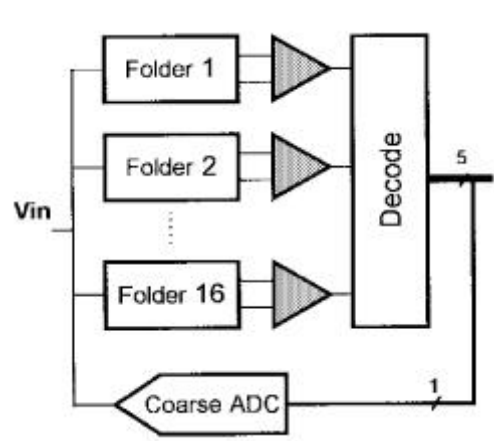 Folder 1
Folder 2
Vin
Folder 16
Decode
5
Coarse ADC
1